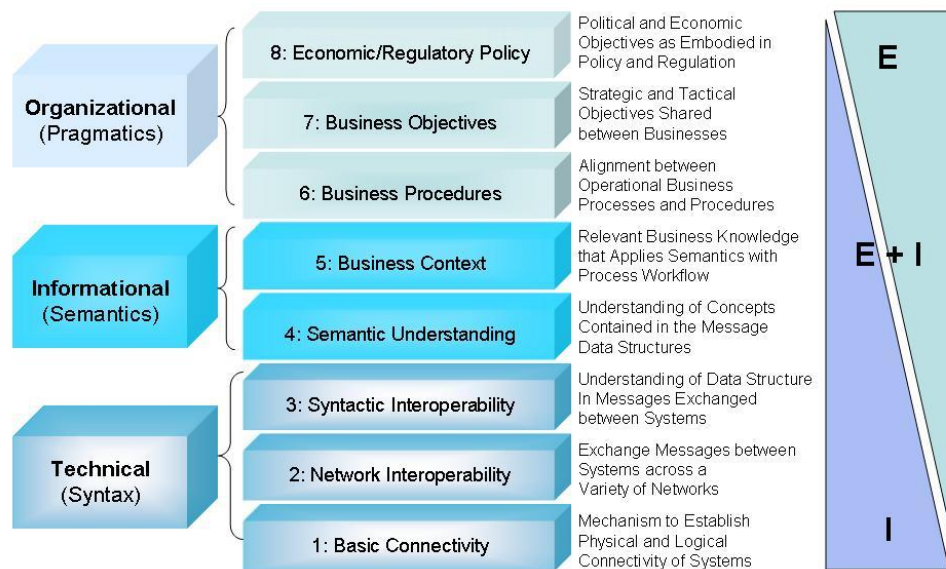 Organizational
(Pragmatics)
8: Economic/Regulatory Policy
Political and Economic
Objectives as Embodied in
Policy and Regulation
7: Business Objectives
Strategic and Tactical
Objectives Shared
between Businesses
6: Business Procedures
Alignment between
Operational Business
Processes and Procedures
Informational
(Semantics)
5: Business Context
Relevant Business Knowledge
that Applies Semantics with
Process Workflow
4: Semantic Understanding
Understanding of Concepts
Contained in the Message
Data Structures
Technical
(Syntax)
3: Syntactic Interoperability
Understanding of Data Structure
In Messages Exchanged
between Systems
2: Network Interoperability
Exchange Messages between
Systems across a
Variety of Networks
1: Basic Connectivity
Mechanism to Establish
Physical and Logical
Connectivity of Systems
E
E + I
I